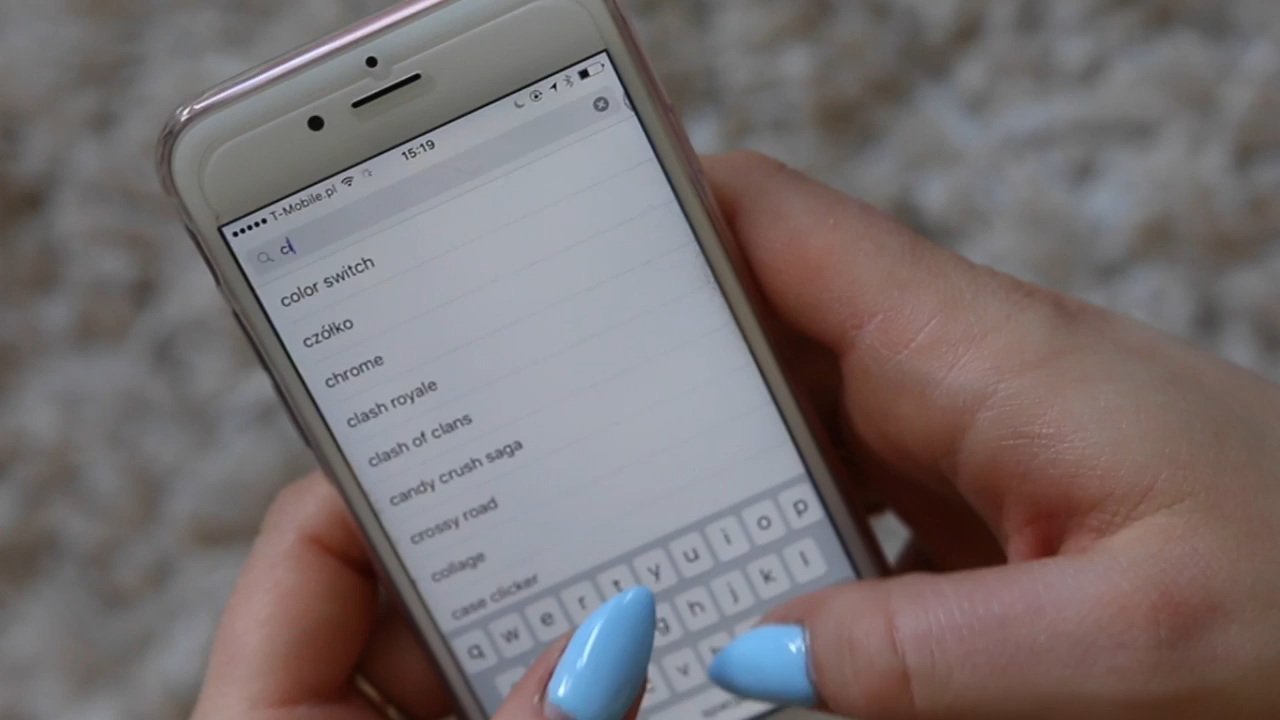 T-Mobile.pl 15:19
c
color switch
czółko
chrome
clash royale
clash of clans
candy crush saga
crossy road
collage
case clicker
q w e r t y u i o p
g h j k l
v